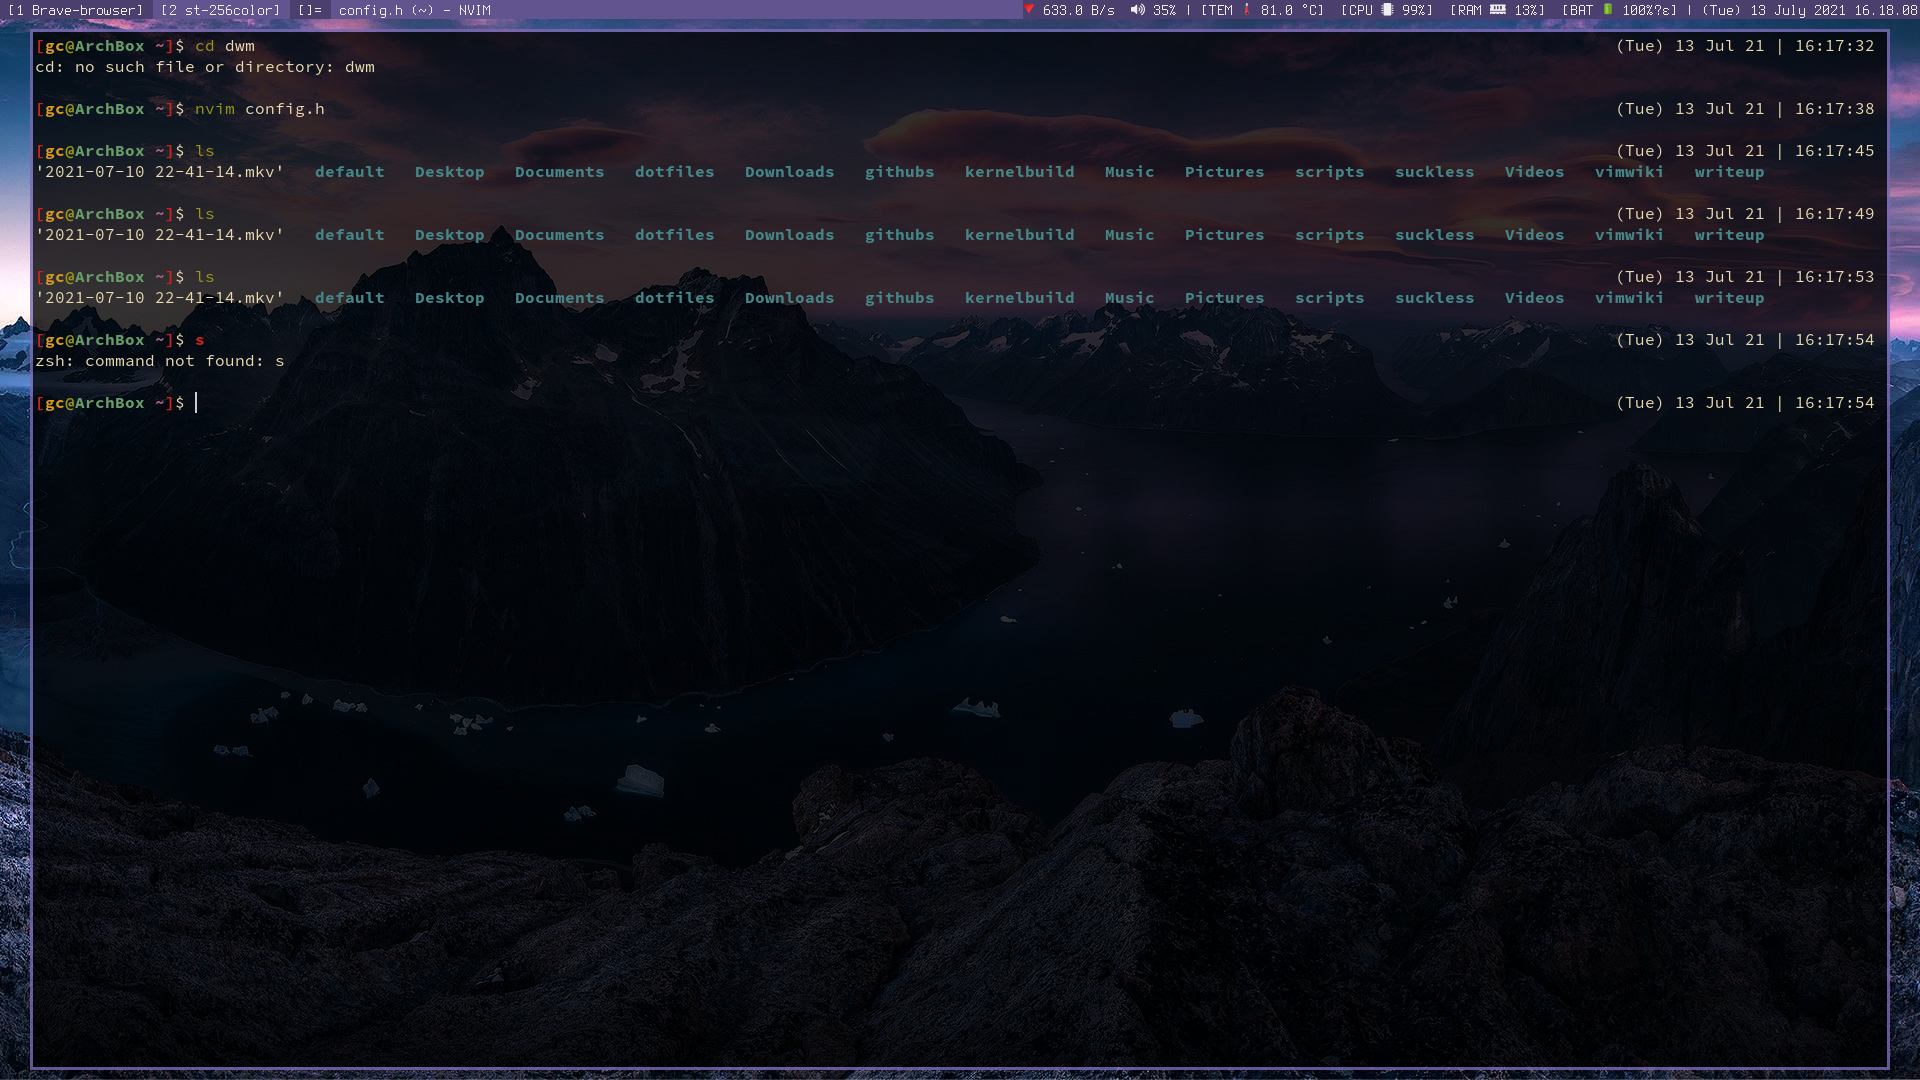 [1 Brave-browser] [2 st-256color] []= config.h (~) - NVIM 633.0 B/s 35% | [TEM 81.0 °C] [CPU 99%] [RAM 13%] [BAT 100%?ε] | (Tue) 13 July 2021 16.18.08
[gc@ArchBox ~]$ cd dwm (Tue) 13 Jul 21 | 16:17:32
cd: no such file or directory: dwm
[gc@ArchBox ~]$ nvim config.h (Tue) 13 Jul 21 | 16:17:38
[gc@ArchBox ~]$ ls (Tue) 13 Jul 21 | 16:17:45
'2021-07-10 22-41-14.mkv' default Desktop Documents dotfiles Downloads githubs kernelbuild Music Pictures scripts suckless Videos vimwiki writeup
[gc@ArchBox ~]$ ls (Tue) 13 Jul 21 | 16:17:49
'2021-07-10 22-41-14.mkv' default Desktop Documents dotfiles Downloads githubs kernelbuild Music Pictures scripts suckless Videos vimwiki writeup
[gc@ArchBox ~]$ ls (Tue) 13 Jul 21 | 16:17:53
'2021-07-10 22-41-14.mkv' default Desktop Documents dotfiles Downloads githubs kernelbuild Music Pictures scripts suckless Videos vimwiki writeup
[gc@ArchBox ~]$ s (Tue) 13 Jul 21 | 16:17:54
zsh: command not found: s
[gc@ArchBox ~]$ (Tue) 13 Jul 21 | 16:17:54